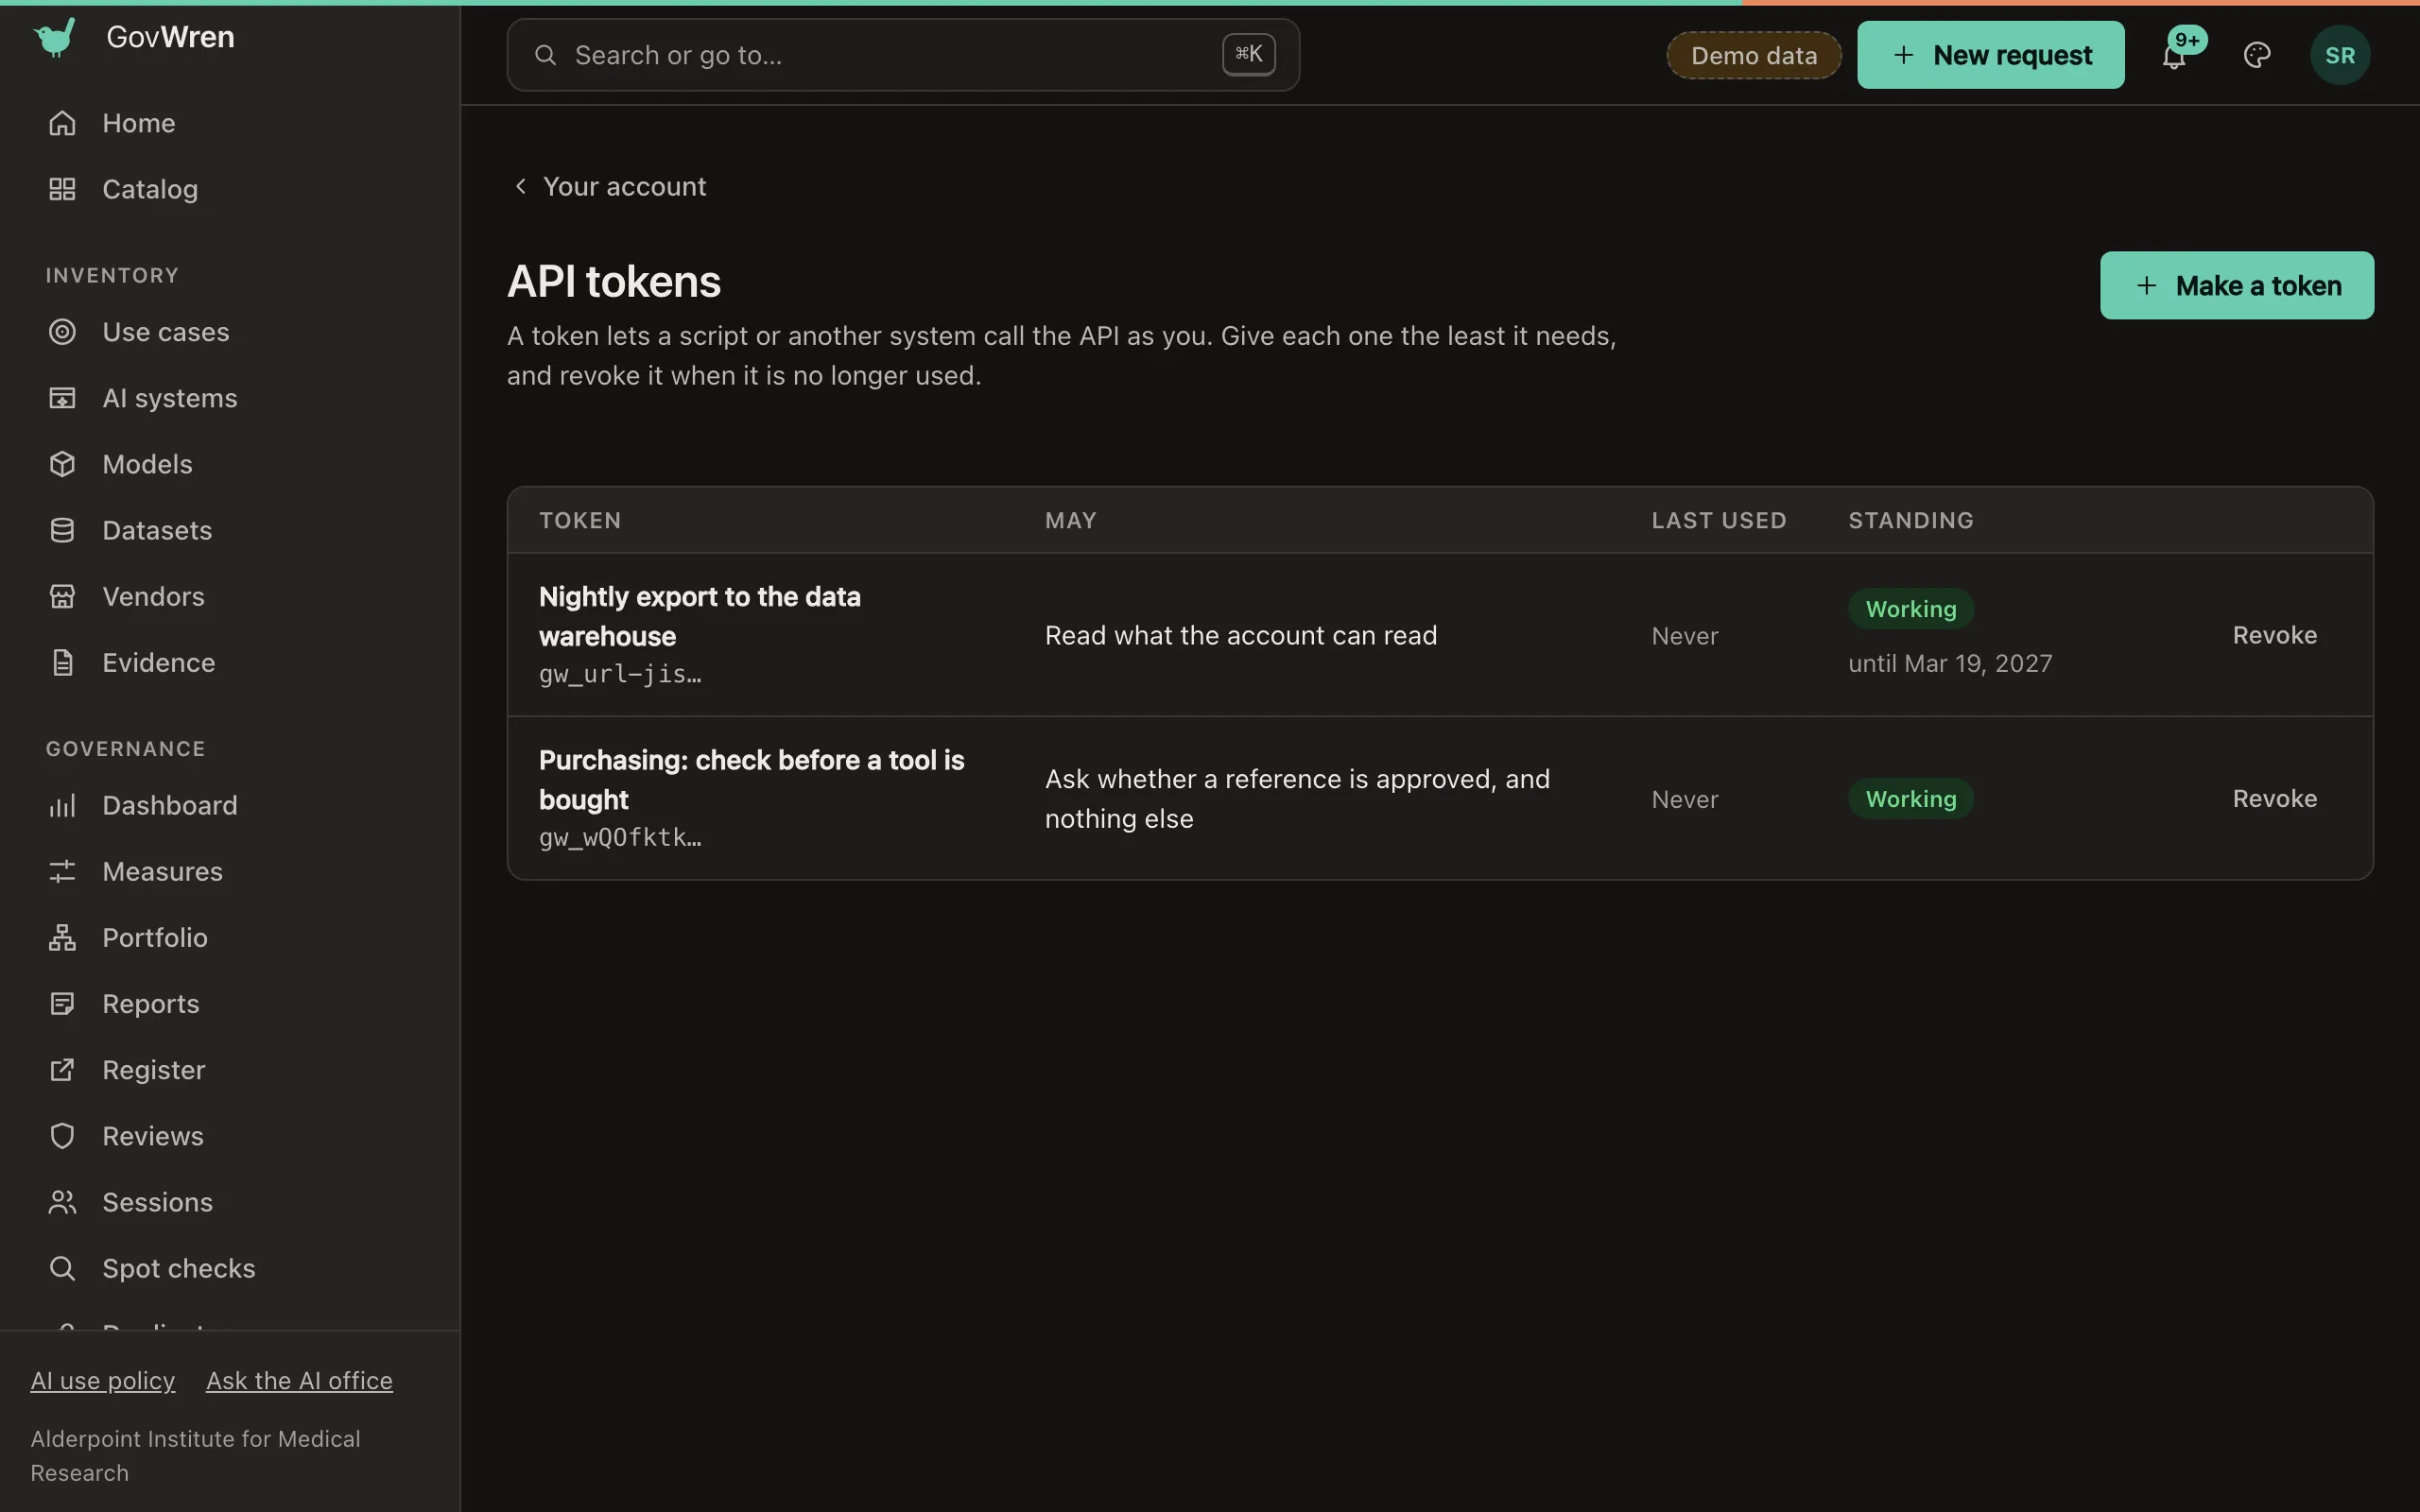 GovWren
Search or go to...
⌘K
Demo data
+ New request
9+
SR
Home
Catalog
INVENTORY
Use cases
AI systems
Models
Datasets
Vendors
Evidence
GOVERNANCE
Dashboard
Measures
Portfolio
Reports
Register
Reviews
Sessions
Spot checks
AI use policy
Ask the AI office
Alderpoint Institute for Medical
Research
Your account
API tokens
A token lets a script or another system call the API as you. Give each one the least it needs,
and revoke it when it is no longer used.
+ Make a token
TOKEN
MAY
LAST USED
STANDING
Nightly export to the data
warehouse
gw_url-jis…
Read what the account can read
Never
Working
until Mar 19, 2027
Revoke
Purchasing: check before a tool is
bought
gw_wQOfktk…
Ask whether a reference is approved, and
nothing else
Never
Working
Revoke